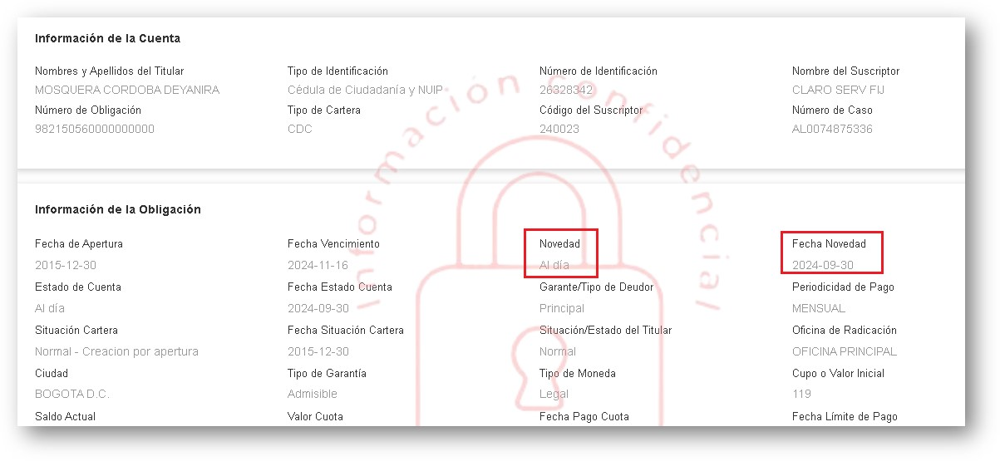 Información de la Cuenta
Nombres y Apellidos del Titular Tipo de Identificación Número de Identificación Nombre del Suscriptor
MOSQUERA CORDOBA DEYANIRA Cédula de Ciudadanía y NUIP 26328342 CLARO SERV FIJ
Número de Obligación Tipo de Cartera Código del Suscriptor Número de Caso
982150560000000000 CDC 240023 AL0074875336
Información confidencial
Información de la Obligación
Fecha de Apertura Fecha Vencimiento Novedad Fecha Novedad
2015-12-30 2024-11-16 Al día 2024-09-30
Estado de Cuenta Fecha Estado Cuenta Garante/Tipo de Deudor Periodicidad de Pago
Al día 2024-09-30 Principal MENSUAL
Situación Cartera Fecha Situación Cartera Situación/Estado del Titular Oficina de Radicación
Normal - Creacion por apertura 2015-12-30 Normal OFICINA PRINCIPAL
Ciudad Tipo de Garantía Tipo de Moneda Cupo o Valor Inicial
BOGOTA D.C. Admisible Legal 119
Saldo Actual Valor Cuota Fecha Pago Cuota Fecha Límite de Pago